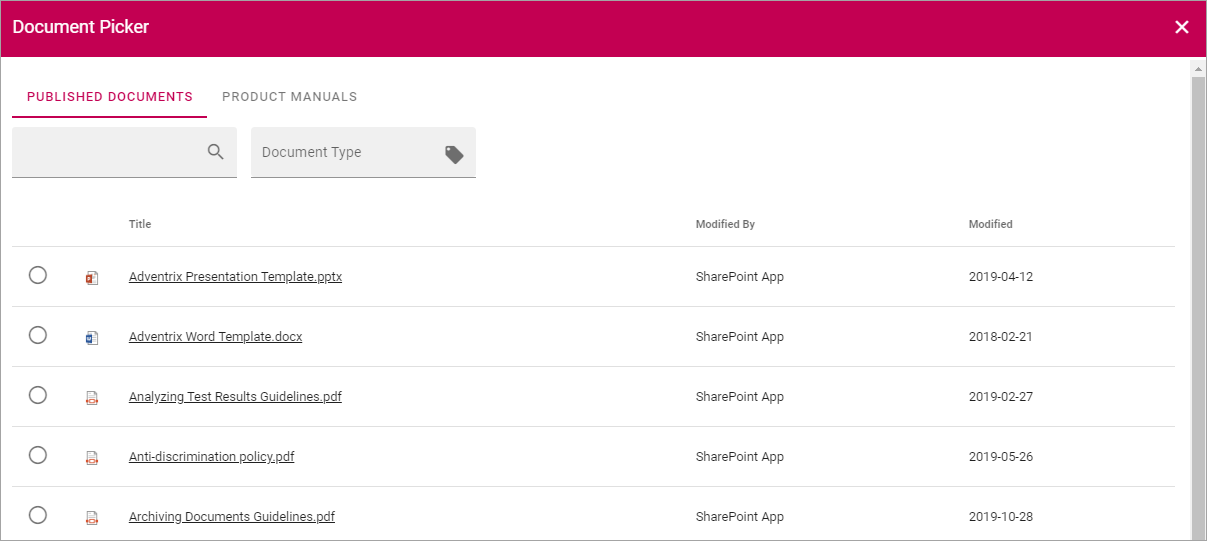 Document Picker
PUBLISHED DOCUMENTS PRODUCT MANUALS
Document Type
Title Modified By Modified
Adventrix Presentation Template.pptx SharePoint App 2019-04-12
Adventrix Word Template.docx SharePoint App 2018-02-21
Analyzing Test Results Guidelines.pdf SharePoint App 2019-02-27
Anti-discrimination policy.pdf SharePoint App 2019-05-26
Archiving Documents Guidelines.pdf SharePoint App 2019-10-28